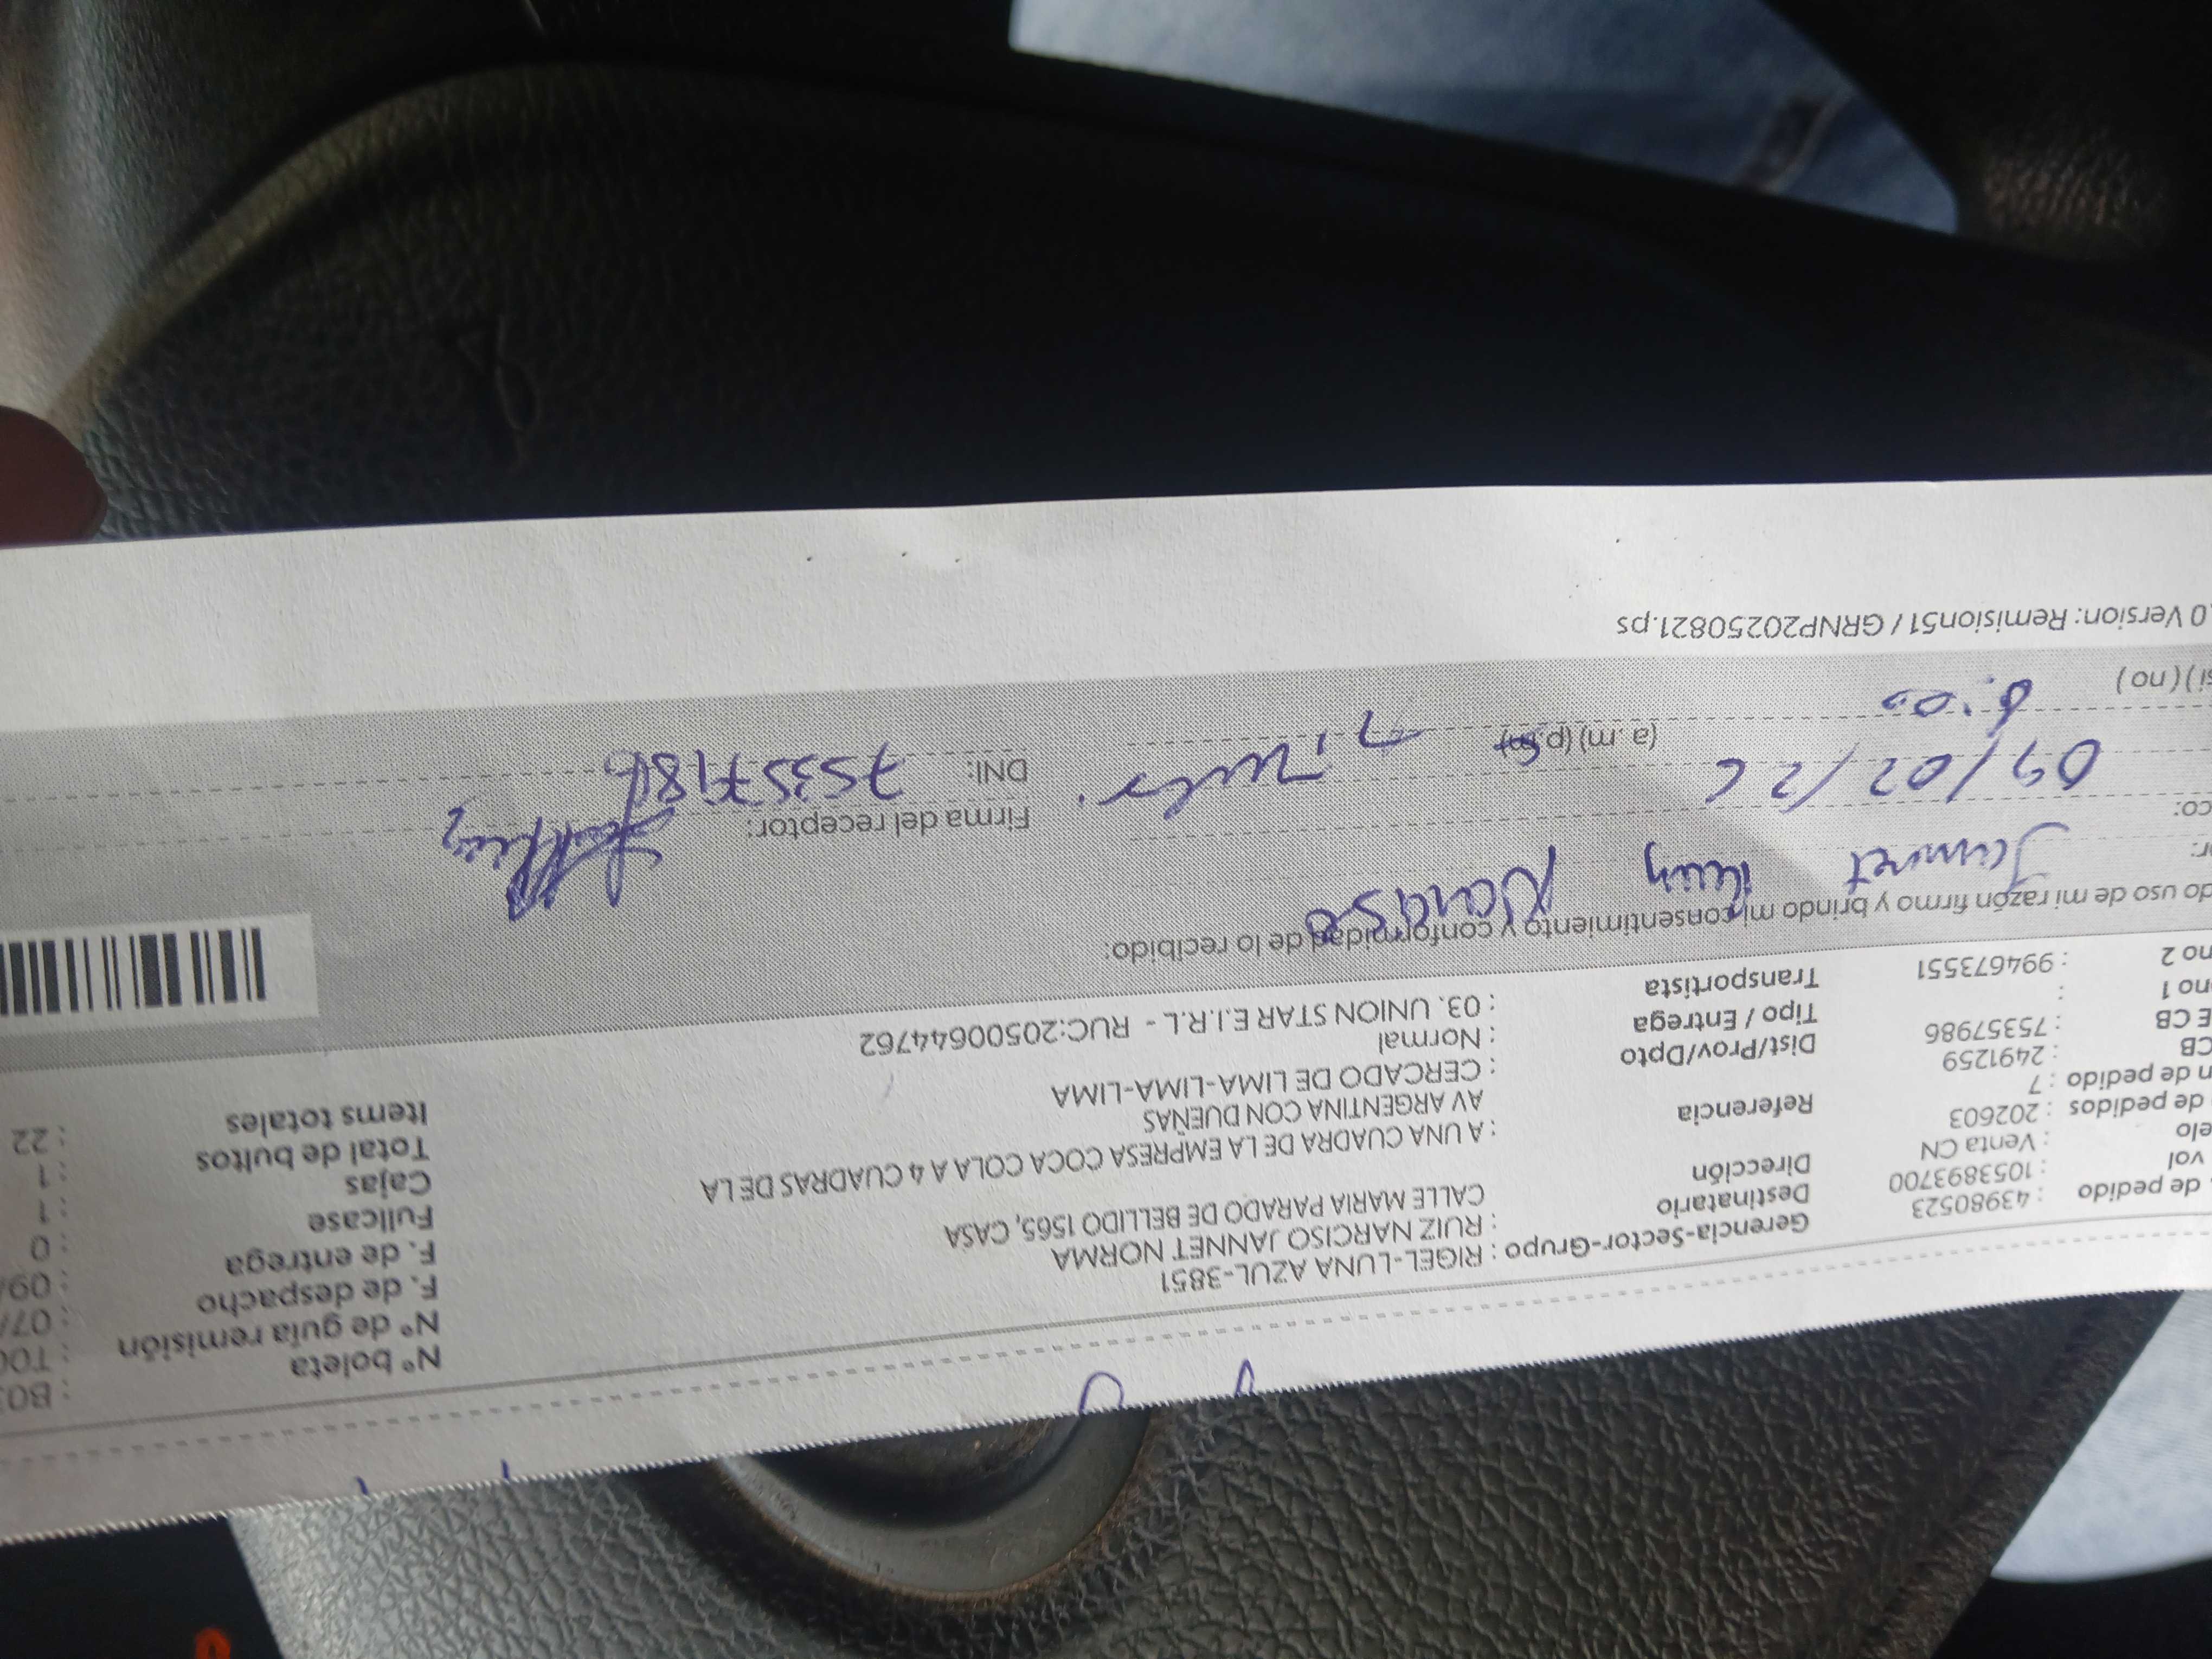 de pedido : 43980523
vol : 1053893700
elo : Venta CN
de pedidos : 202603
n de pedido : 7
CB : 2491259
E CB : 75357986
no 1 :
no 2 : 994673551
Gerencia-Sector-Grupo : RIGEL-LUNA AZUL-3851
Destinatario : RUIZ NARCISO JANNET NORMA
Dirección CALLE MARIA PARADO DE BELLIDO 1565, CASA
Referencia : A UNA CUADRA DE LA EMPRESA COCA COLA A 4 CUADRAS DE LA
AV ARGENTINA CON DUEÑAS
Dist/Prov/Dpto : CERCADO DE LIMA-LIMA-LIMA
Tipo / Entrega : Normal
Transportista : 03. UNION STAR E.I.R.L - RUC:20500644762
Nº boleta : B03
Nº de guía remisión : T00
F. de despacho : 07/
F. de entrega : 09/
Fullcase : 0
Cajas : 1
Total de bultos : 1
Items totales : 22
do uso de mi razón firmo y brindo mi consentimiento y conformidad de lo recibido:
r: Jannet Ruiz Narciso
co:
Firma del receptor:
09/02/26
(a. m) (p. m)
DNI:
si ) ( no )
.0 Version: Remision51 / GRNP20250821.ps